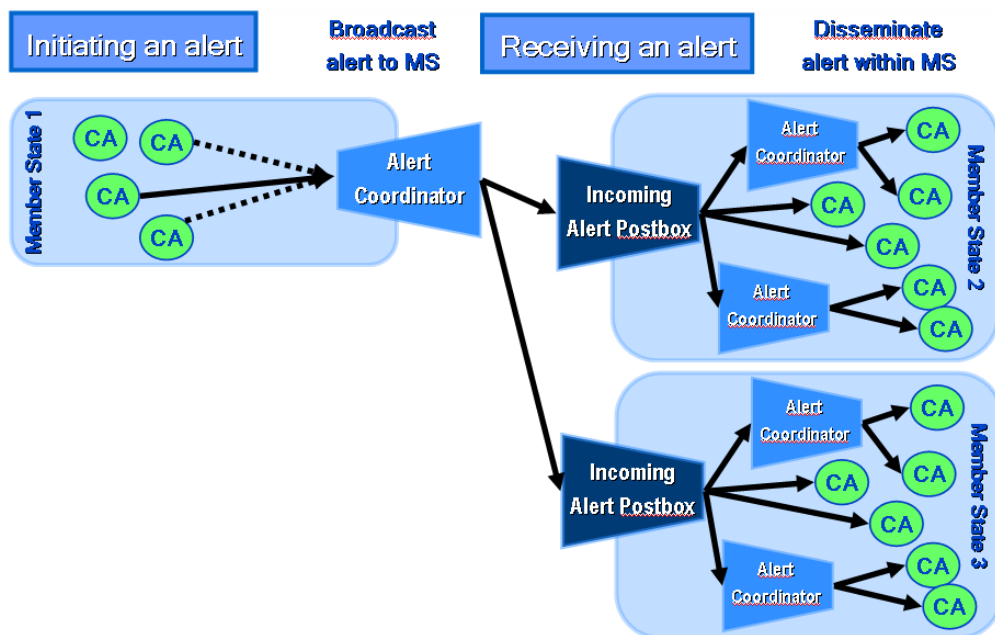 Initiating an alert
Broadcast
alert to MS
Receiving an alert
Disseminate
alert within MS
Member State 1
CA
CA
CA
CA
Alert
Coordinator
Incoming
Alert Postbox
Alert
Coordinator
CA
CA
CA
CA
Alert
Coordinator
CA
CA
Member State 2
Incoming
Alert Postbox
Alert
Coordinator
CA
CA
CA
CA
Alert
Coordinator
CA
CA
Member State 3